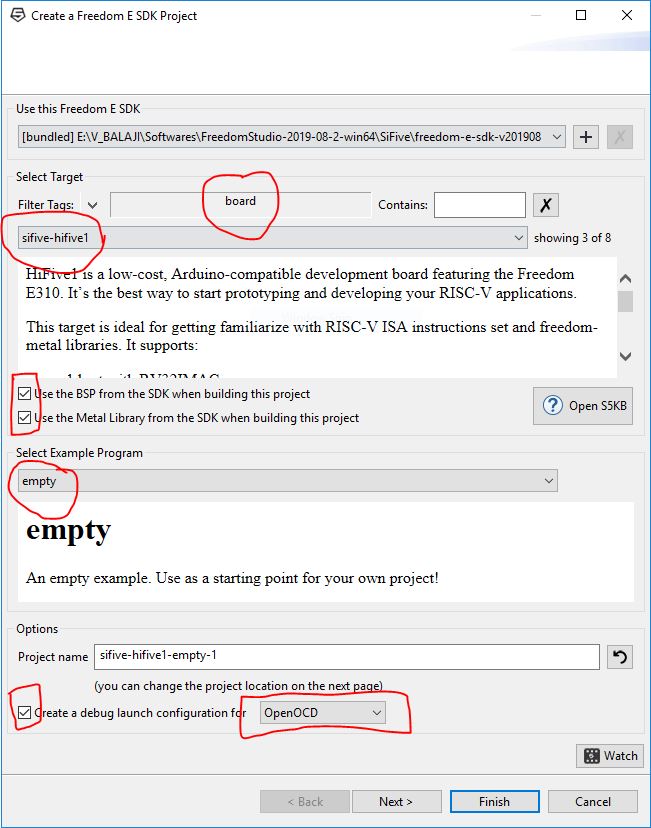 Create a Freedom E SDK Project
Use this Freedom E SDK
[bundled] E:\V_BALAJI\Softwares\FreedomStudio-2019-08-2-win64\SiFive\freedom-e-sdk-v201908
Select Target
Filter Tags: board Contains:
sifive-hifive1 showing 3 of 8
HiFive1 is a low-cost, Arduino-compatible development board featuring the Freedom
E310. It's the best way to start prototyping and developing your RISC-V applications.
This target is ideal for getting familiarize with RISC-V ISA instructions set and freedom-
metal libraries. It supports:
Use the BSP from the SDK when building this project
Use the Metal Library from the SDK when building this project
Open S5KB
Select Example Program
empty
empty
An empty example. Use as a starting point for your own project!
Options
Project name sifive-hifive1-empty-1
(you can change the project location on the next page)
Create a debug launch configuration for OpenOCD
Watch
< Back Next > Finish Cancel